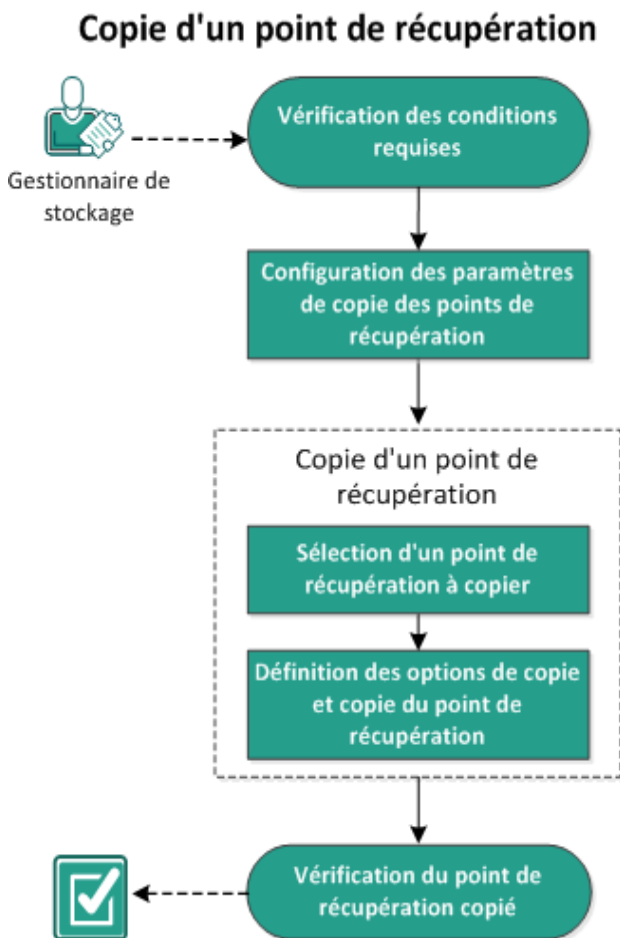 Copie d'un point de récupération
Vérification des conditions
requises
Gestionnaire de
stockage
Configuration des paramètres
de copie des points de
récupération
Copie d'un point de
récupération
Sélection d'un point de
récupération à copier
Définition des options de copie
et copie du point de
récupération
Vérification du point de
récupération copié